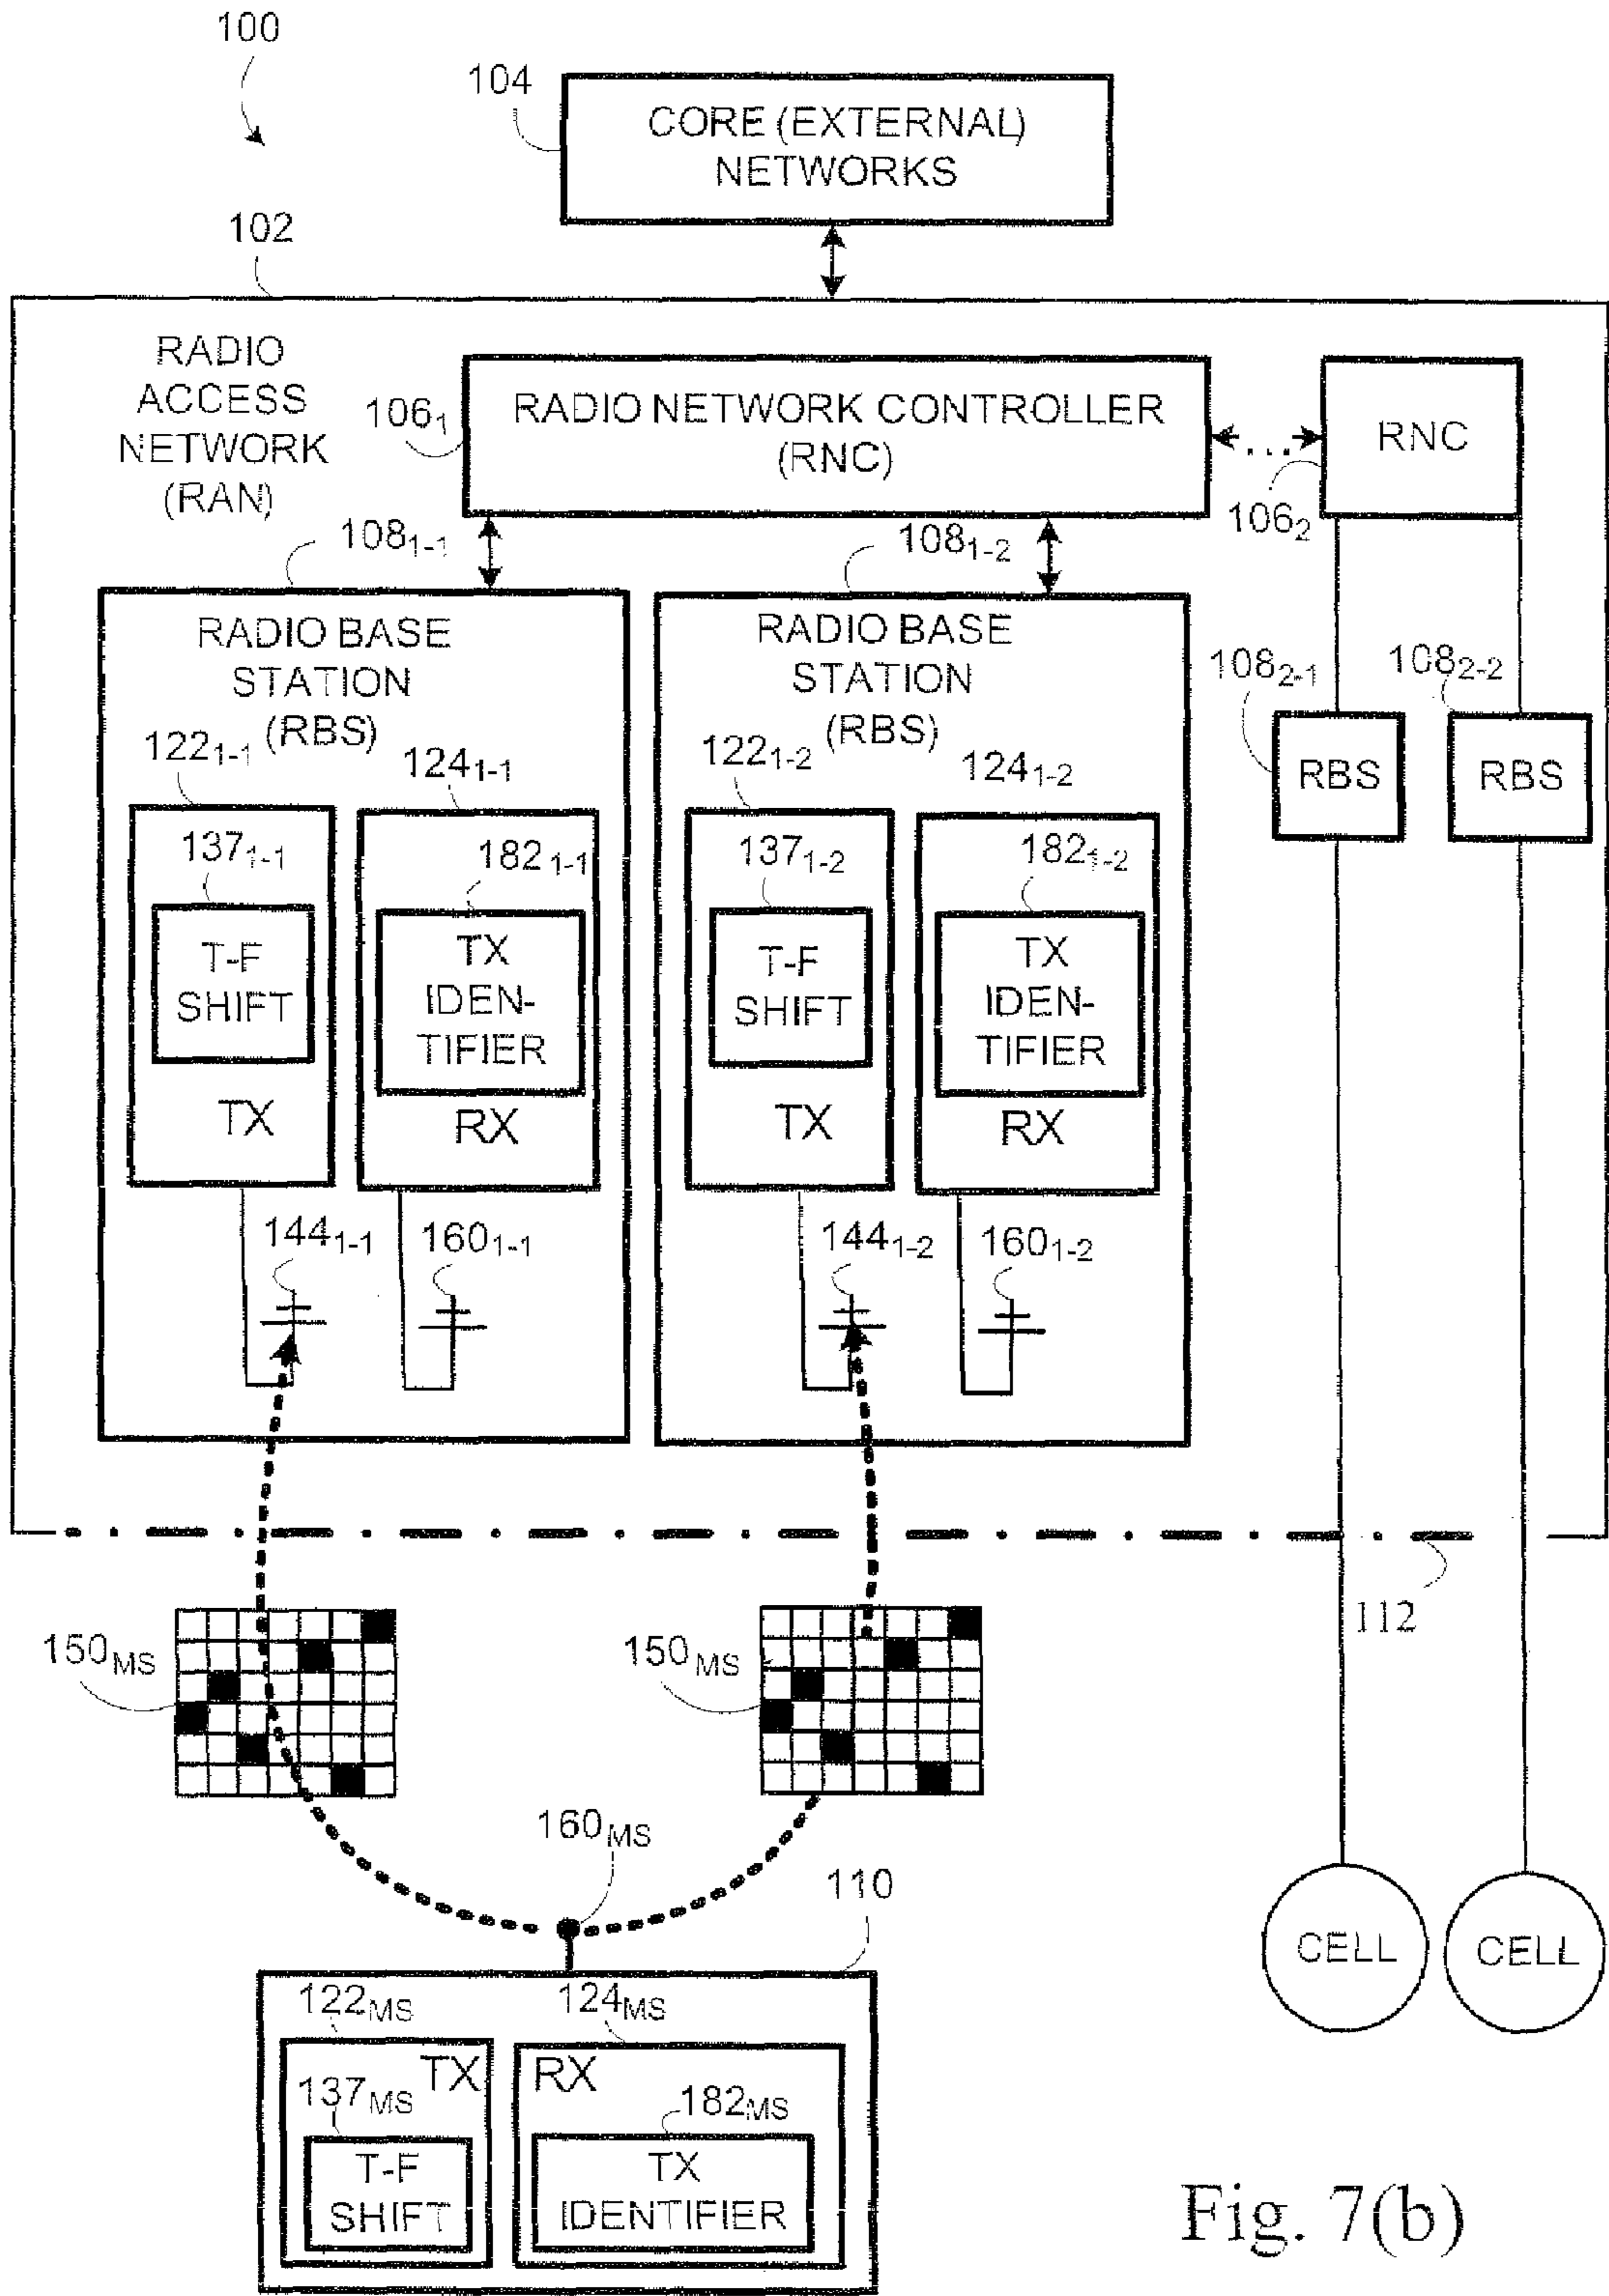 100
104
CORE (EXTERNAL)
NETWORKS
102
RADIO
ACCESS
NETWORK
(RAN)
106₁
RADIO NETWORK CONTROLLER
(RNC)
...
RNC
106₂
108₁₋₁
108₁₋₂
RADIO BASE
STATION
(RBS)
RADIO BASE
STATION
(RBS)
108₂₋₁
108₂₋₂
RBS
RBS
122₁₋₁
124₁₋₁
122₁₋₂
124₁₋₂
137₁₋₁
182₁₋₁
137₁₋₂
182₁₋₂
T-F
SHIFT
TX
TX
IDEN-
TIFIER
RX
T-F
SHIFT
TX
TX
IDEN-
TIFIER
RX
144₁₋₁
160₁₋₁
144₁₋₂
160₁₋₂
112
150MS
150MS
160MS
110
CELL
CELL
122MS
124MS
TX
RX
137MS
182MS
T-F
SHIFT
TX
IDENTIFIER
Fig. 7(b)